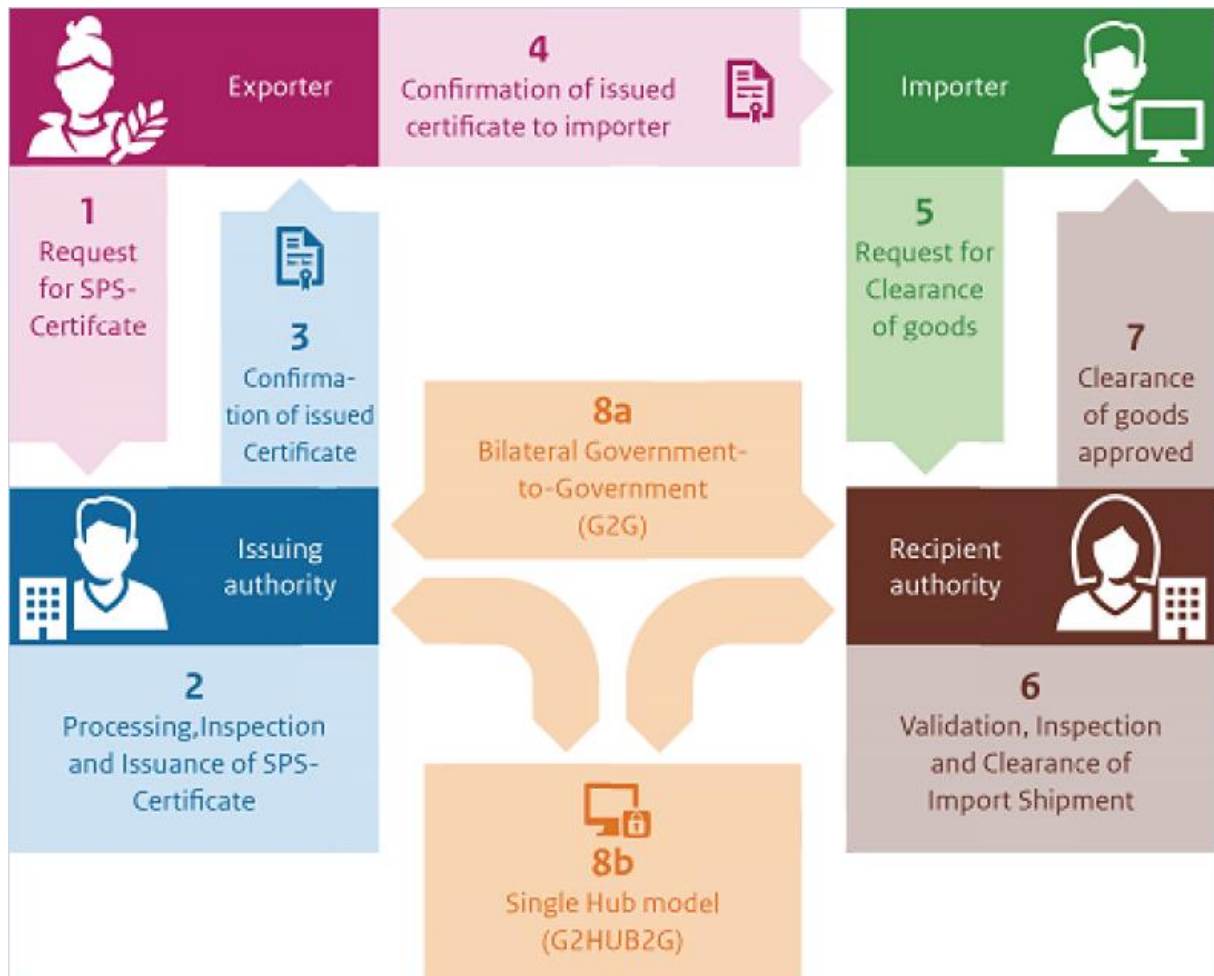 Exporter
4
Confirmation of issued
certificate to importer
Importer
1
Request
for SPS-
Certifcate
3
Confirma-
tion of issued
Certificate
5
Request for
Clearance
of goods
7
Clearance
of goods
approved
8a
Bilateral Government-
to-Government
(G2G)
Issuing
authority
Recipient
authority
2
Processing,Inspection
and Issuance of SPS-
Certificate
6
Validation, Inspection
and Clearance of
Import Shipment
8b
Single Hub model
(G2HUB2G)